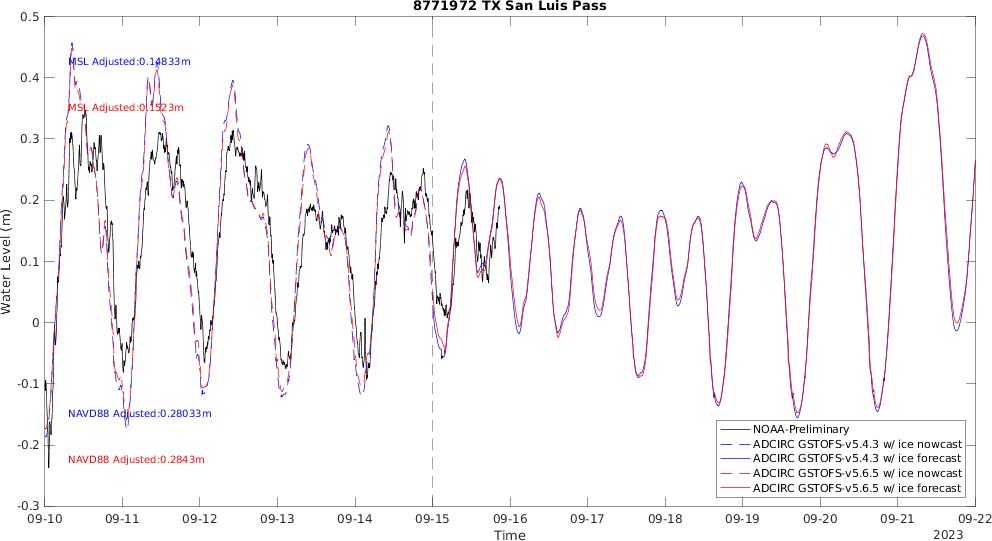 8771972 TX San Luis Pass
0.5
0.4
0.3
0.2
0.1
0
-0.1
-0.2
-0.3
Water Level (m)
MSL Adjusted:0.14833m
MSL Adjusted:0.1523m
NAVD88 Adjusted:0.28033m
NAVD88 Adjusted:0.2843m
NOAA-Preliminary
ADCIRC GSTOFS-v5.4.3 w/ ice nowcast
ADCIRC GSTOFS-v5.4.3 w/ ice forecast
ADCIRC GSTOFS-v5.6.5 w/ ice nowcast
ADCIRC GSTOFS-v5.6.5 w/ ice forecast
09-10 09-11 09-12 09-13 09-14 09-15 09-16 09-17 09-18 09-19 09-20 09-21 09-22
Time
2023